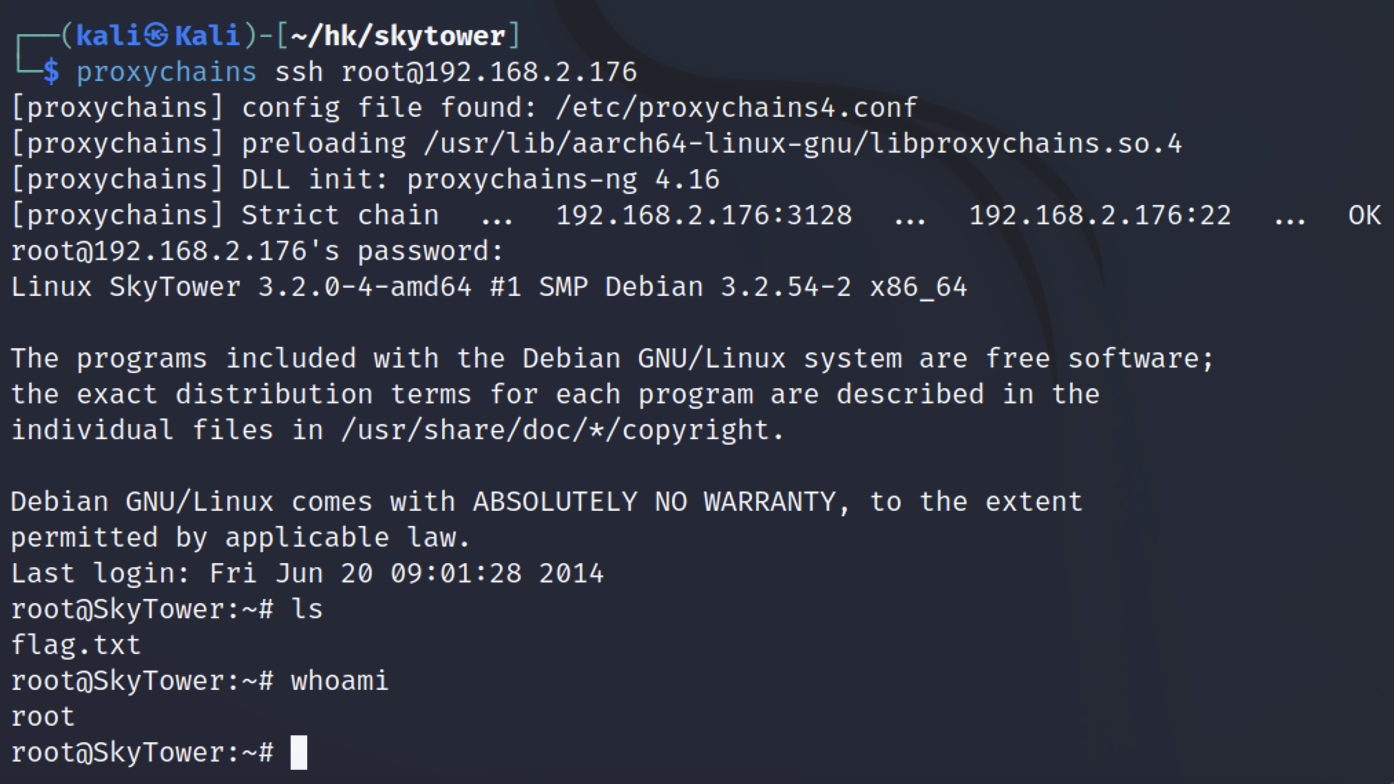 ┌──(kali㉿Kali)-[~/hk/skytower]
└─$ proxychains ssh root@192.168.2.176
[proxychains] config file found: /etc/proxychains4.conf
[proxychains] preloading /usr/lib/aarch64-linux-gnu/libproxychains.so.4
[proxychains] DLL init: proxychains-ng 4.16
[proxychains] Strict chain  ...  192.168.2.176:3128  ...  192.168.2.176:22  ...  OK
root@192.168.2.176's password:
Linux SkyTower 3.2.0-4-amd64 #1 SMP Debian 3.2.54-2 x86_64
The programs included with the Debian GNU/Linux system are free software;
the exact distribution terms for each program are described in the
individual files in /usr/share/doc/*/copyright.
Debian GNU/Linux comes with ABSOLUTELY NO WARRANTY, to the extent
permitted by applicable law.
Last login: Fri Jun 20 09:01:28 2014
root@SkyTower:~# ls
flag.txt
root@SkyTower:~# whoami
root
root@SkyTower:~#